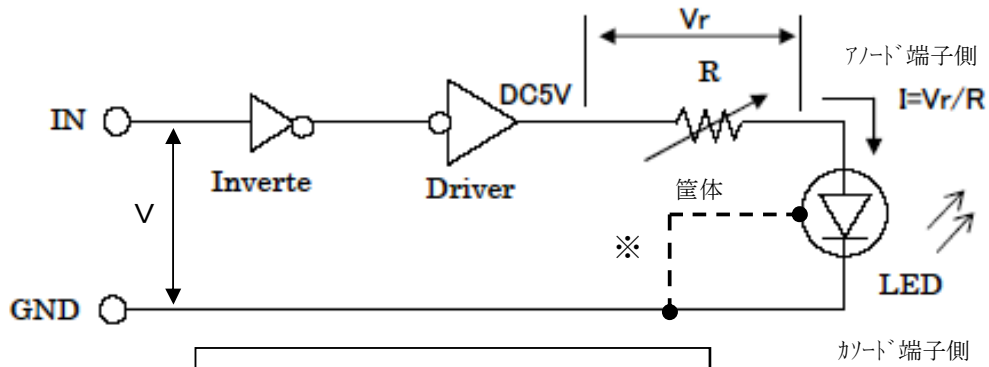 Vr
アノード端子側
R
DC5V
I=Vr/R
IN
Inverte
Driver
筐体
V
※
LED
GND
カソード端子側